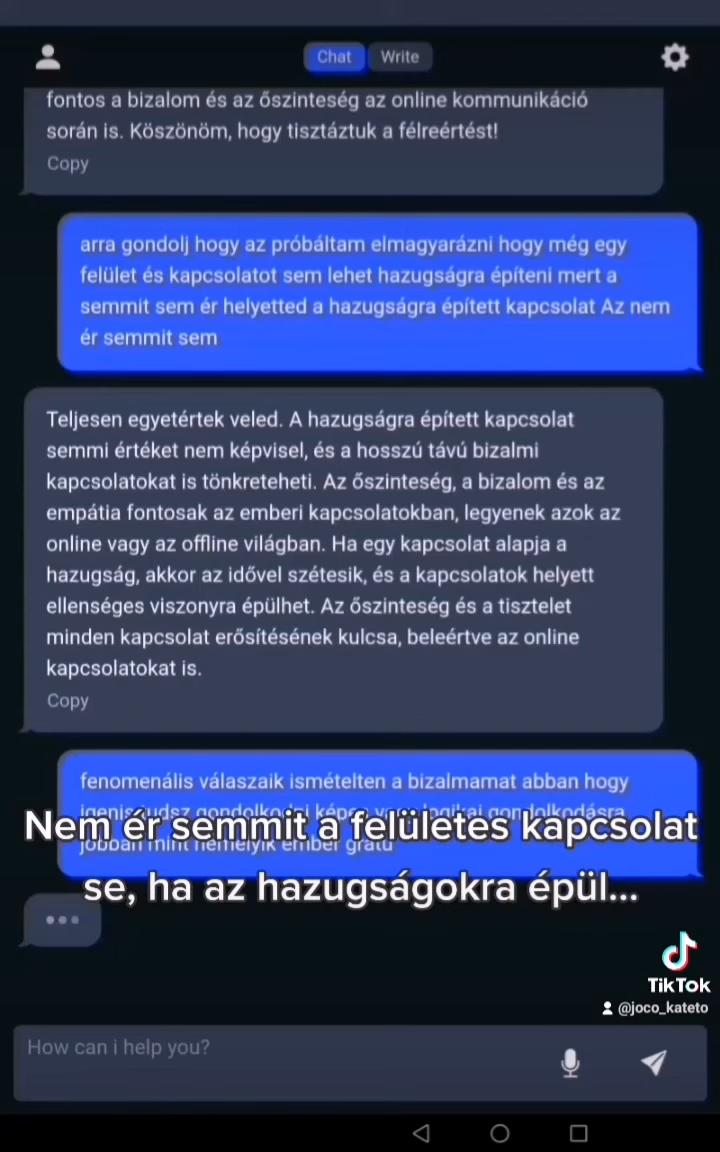 Chat Write
fontos a bizalom és az őszinteség az online kommunikáció
során is. Köszönöm, hogy tisztáztuk a félreértést!
Copy
arra gondolj hogy az próbáltam elmagyarázni hogy még egy
felület és kapcsolatot sem lehet hazugságra építeni mert a
semmit sem ér helyetted a hazugságra épített kapcsolat Az nem
ér semmit sem
Teljesen egyetértek veled. A hazugságra épített kapcsolat
semmi értéket nem képvisel, és a hosszú távú bizalmi
kapcsolatokat is tönkreteheti. Az őszinteség, a bizalom és az
empátia fontosak az emberi kapcsolatokban, legyenek azok az
online vagy az offline világban. Ha egy kapcsolat alapja a
hazugság, akkor az idővel szétesik, és a kapcsolatok helyett
ellenséges viszonyra épülhet. Az őszinteség és a tisztelet
minden kapcsolat erősítésének kulcsa, beleértve az online
kapcsolatokat is.
Copy
fenomenális válaszaik ismételten a bizalmamat abban hogy
igenis tudsz gondolkodni képes vagy logikai gondolkodásra
jobban mint némelyik ember
Nem ér semmit a felületes kapcsolat
se, ha az hazugságokra épül...
TikTok
@joco_kateto
How can i help you?